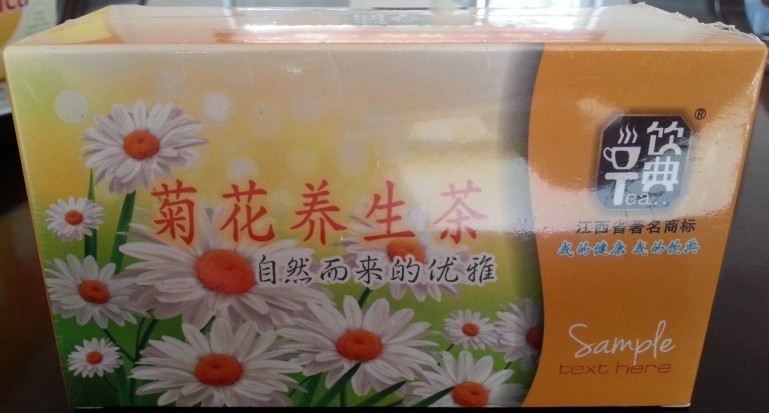 菊花养生茶
自然而来的优雅
饮典®
Tea..
江西省著名商标
我的健康 我的饮典
Sample
text here